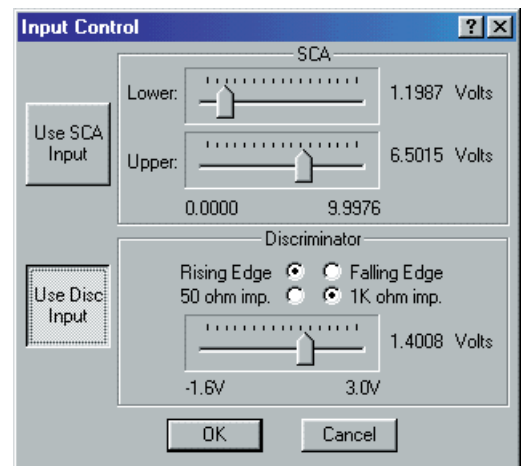 Input Control
SCA
Lower:
1.1987 Volts
Use SCA
Input
Upper:
6.5015 Volts
0.0000 9.9976
Discriminator
Rising Edge Falling Edge
50 ohm imp. 1K ohm imp.
Use Disc
Input
1.4008 Volts
-1.6V 3.0V
OK Cancel